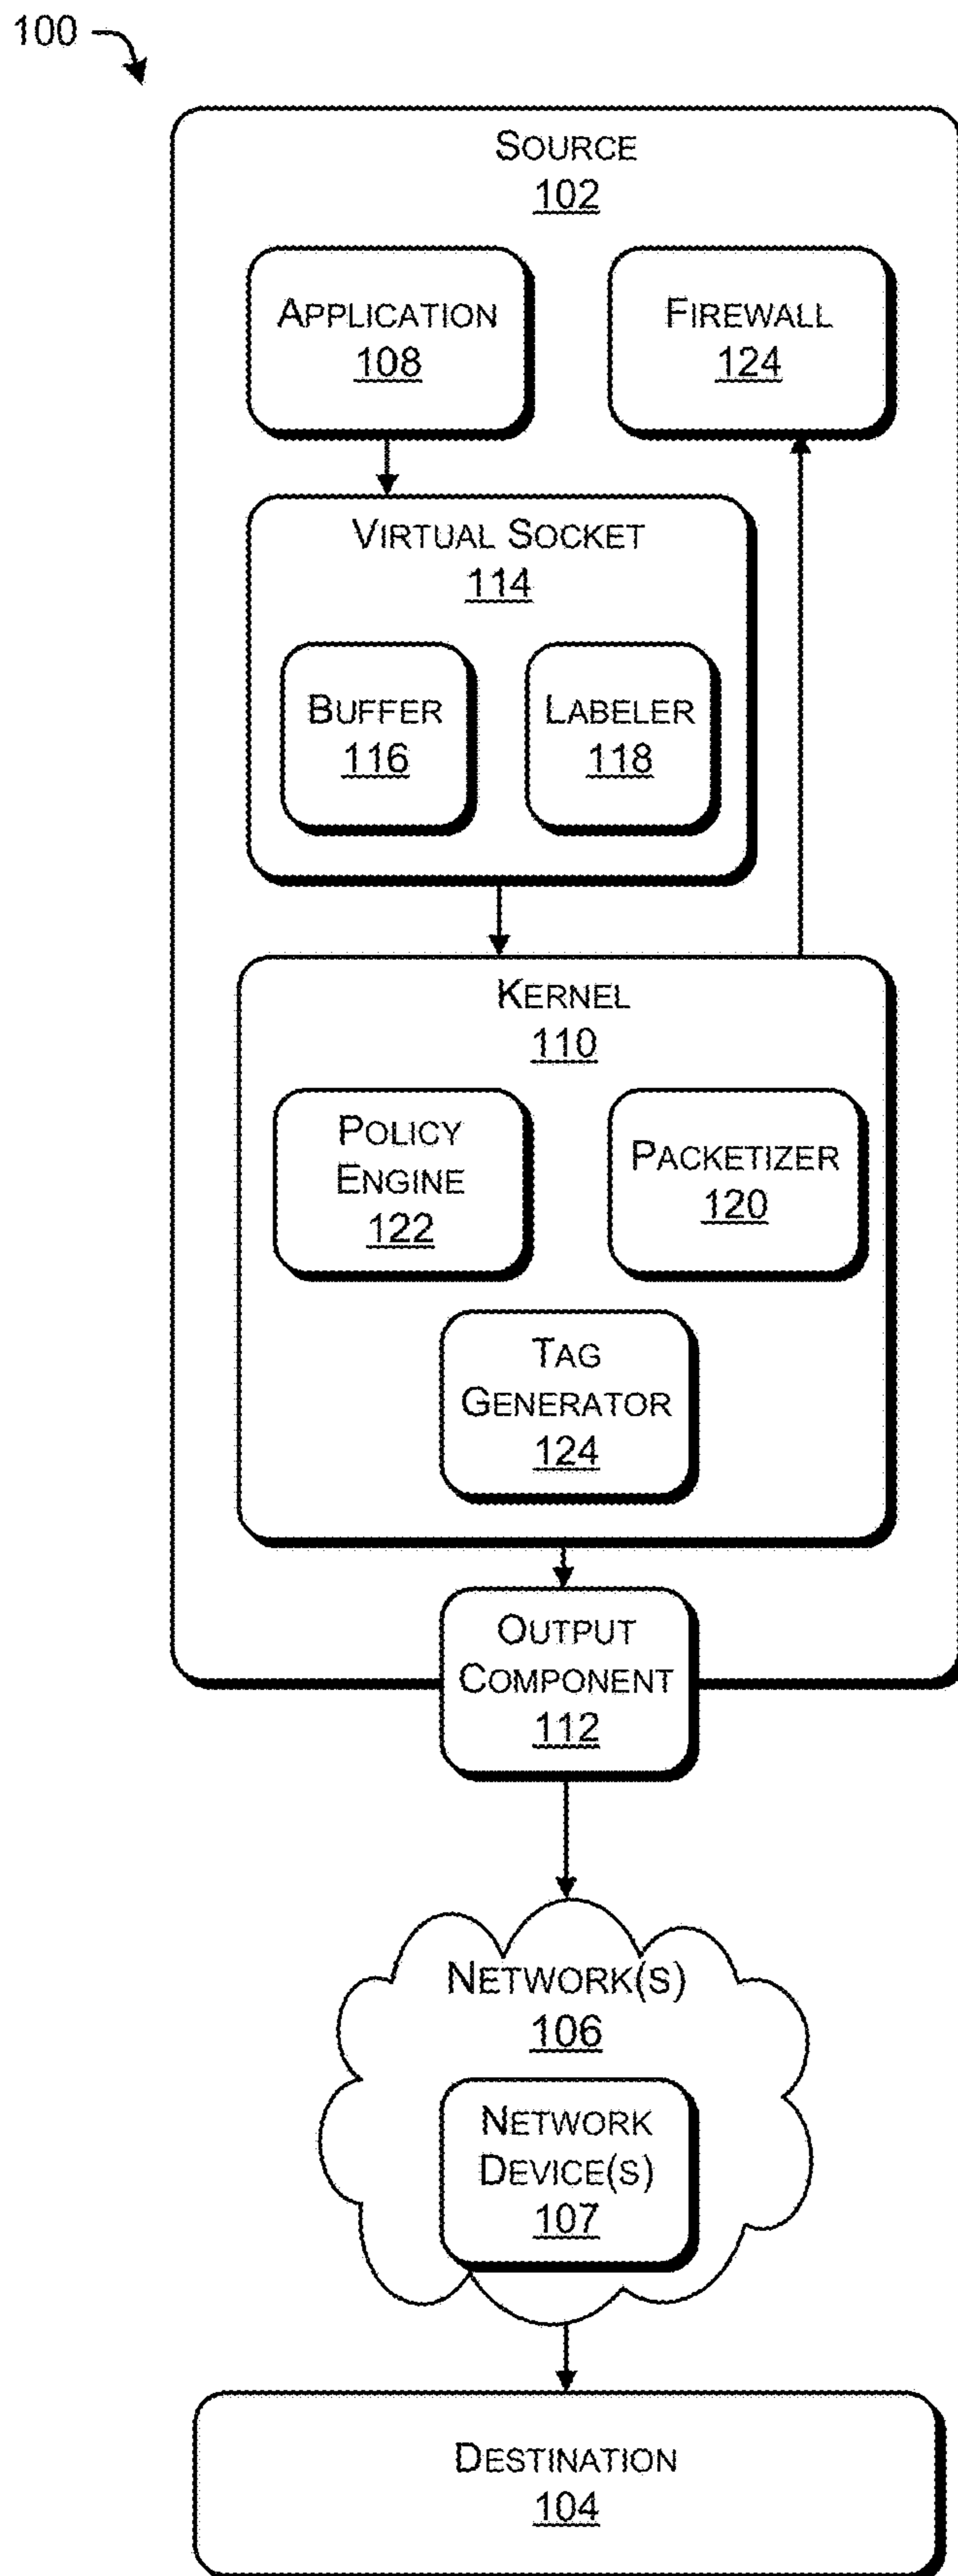 100
SOURCE
102
APPLICATION
108
FIREWALL
124
VIRTUAL SOCKET
114
BUFFER
116
LABELER
118
KERNEL
110
POLICY
ENGINE
122
PACKETIZER
120
TAG
GENERATOR
124
OUTPUT
COMPONENT
112
NETWORK(S)
106
NETWORK
DEVICE(S)
107
DESTINATION
104